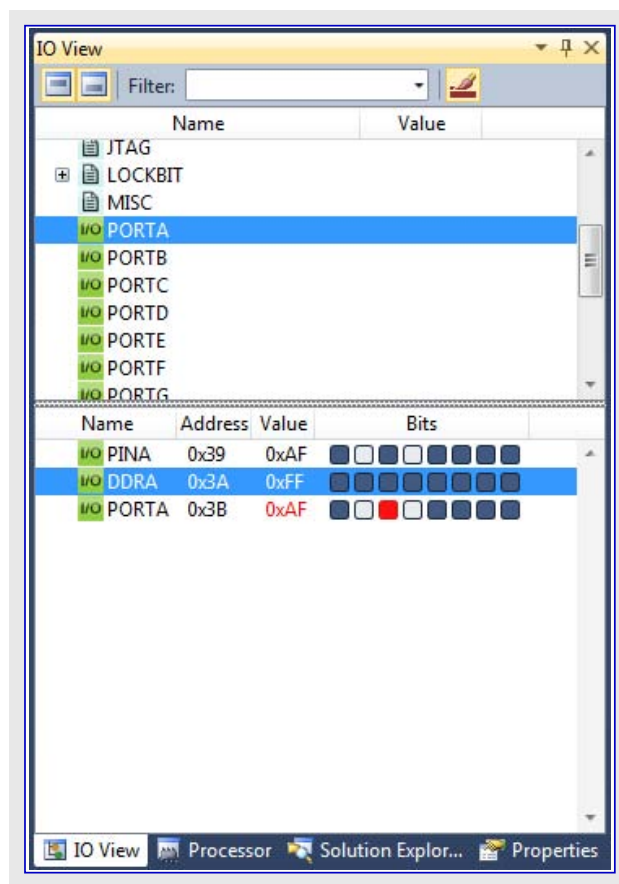 IO View
Filter:
Name Value
JTAG
LOCKBIT
MISC
I/O PORTA
I/O PORTB
I/O PORTC
I/O PORTD
I/O PORTE
I/O PORTF
I/O PORTG
Name Address Value Bits
I/O PINA 0x39 0xAF
I/O DDRA 0x3A 0xFF
I/O PORTA 0x3B 0xAF
IO View Processor Solution Explor... Properties